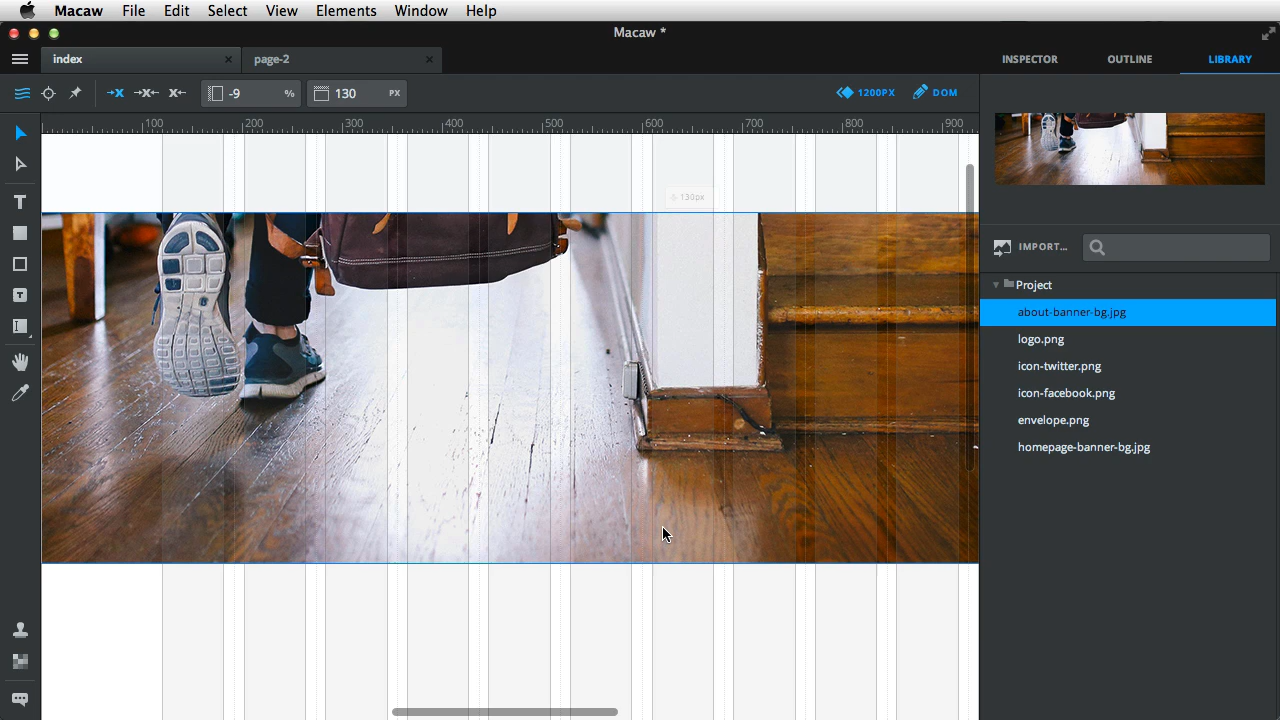 Macaw File Edit Select View Elements Window Help
Macaw *
index page-2
INSPECTOR OUTLINE LIBRARY
-9 % 130 PX 1200PX DOM
100 200 300 400 500 600 700 800 900
130px
IMPORT...
Project
about-banner-bg.jpg
logo.png
icon-twitter.png
icon-facebook.png
envelope.png
homepage-banner-bg.jpg